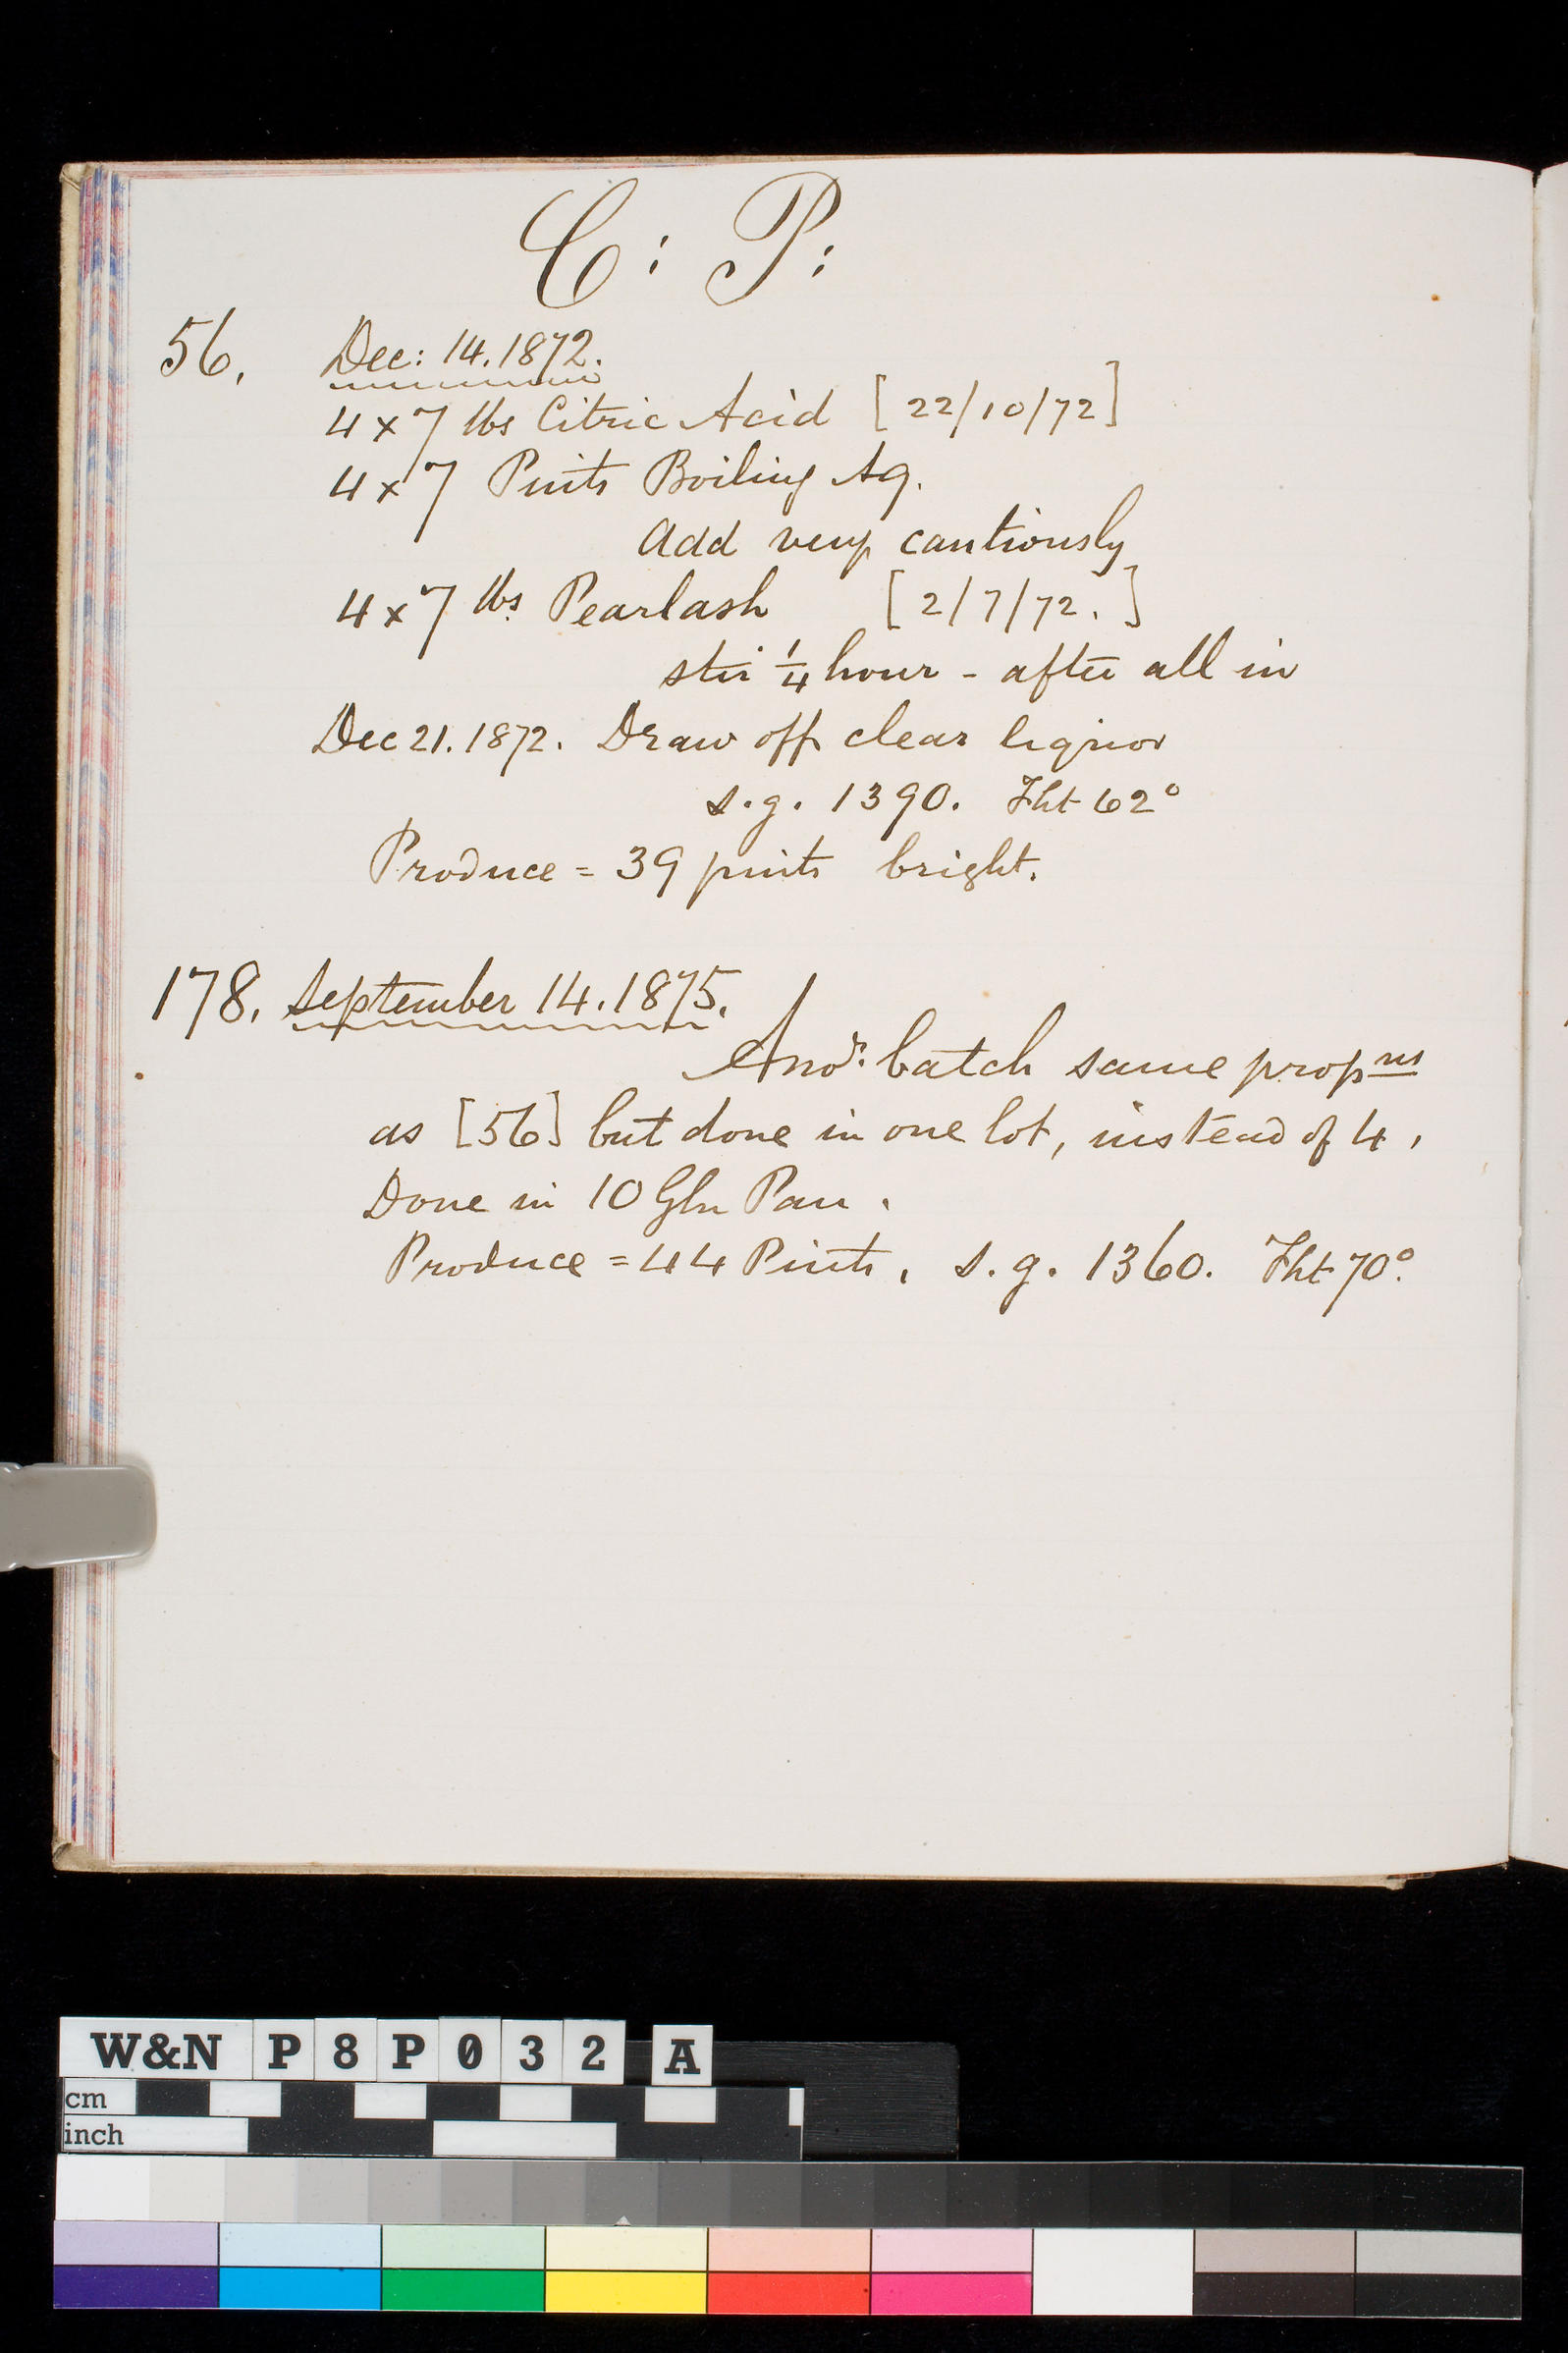 C: P:
56. Dec: 14. 1872.
4 x 7 lbs Citric Acid [22/10/72]
4 x 7 Pints Boiling Aq.
Add very cautiously
4 x 7 lbs. Pearlash [2/7/72.]
stir 1/4 hour - after all in
Dec 21. 1872. Draw off clear liquor
s.g. 1390. Fht 62°
Produce = 39 pints bright.
178. September 14. 1875.
Anor. batch same propns
as [56] but done in one lot, instead of 4.
Done in 10 Gln Pan.
Produce = 44 Pints. s.g. 1360. Fht 70°.
W&N P8P032 A
cm
inch